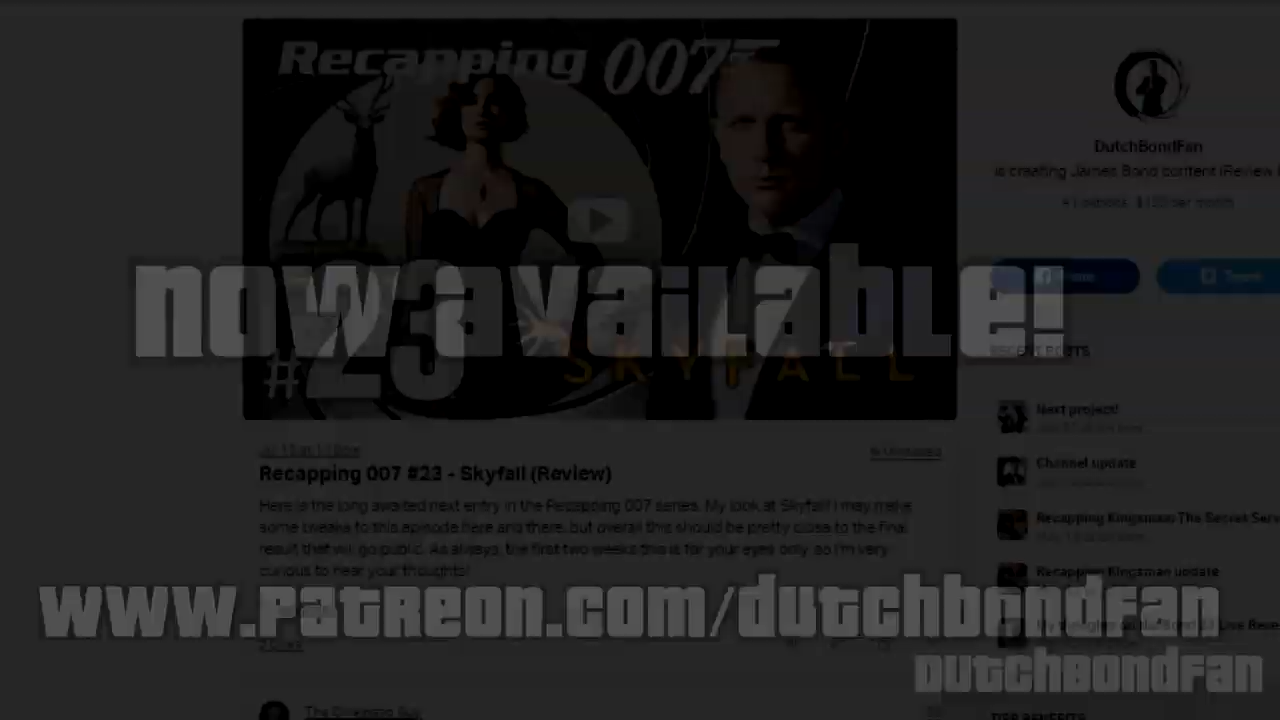 Recapping 007
#23
SKYFALL
now available!
DutchBondFan
is creating James Bond content (Review
RECENT POSTS
Next project!
Channel update
Recapping Kingsman The Secret Serv
Recapping Kingsman update
Recapping 007 #23 - Skyfall (Review)
Here is the long awaited next entry in the Recapping 007 series. My look at Skyfall! I may make
some tweaks to this episode here and there, but overall this should be pretty close to the final
result that will go public. As always, the first two weeks this is for your eyes only, so I'm very
curious to hear your thoughts!
www.patreon.com/dutchbondfan
DutchBondFan